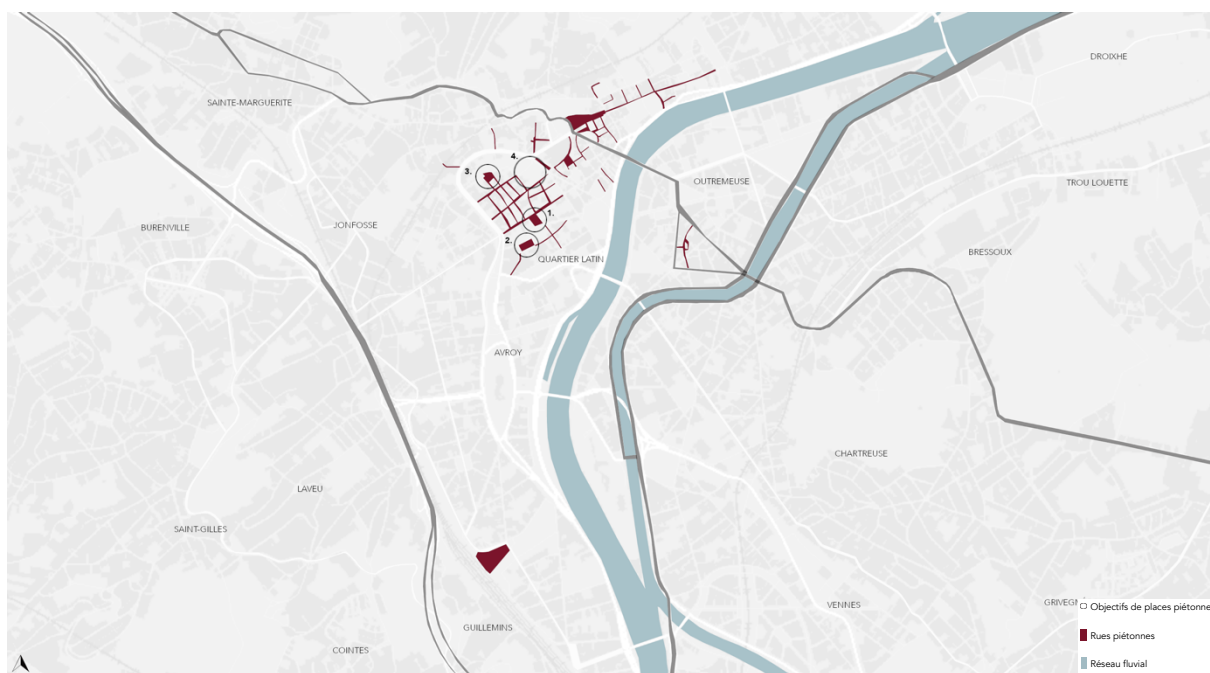 DROIXHE
SAINTE-MARGUERITE
4.
3.
OUTREMEUSE
TROU LOUETTE
1.
JONFOSSE
BURENVILLE
2.
BRESSOUX
QUARTIER LATIN
AVROY
CHARTREUSE
LAVEU
SAINT-GILLES
VENNES
GRIVEGN
Objectifs de places piétonne
GUILLEMINS
Rues piétonnes
COINTES
Réseau fluvial